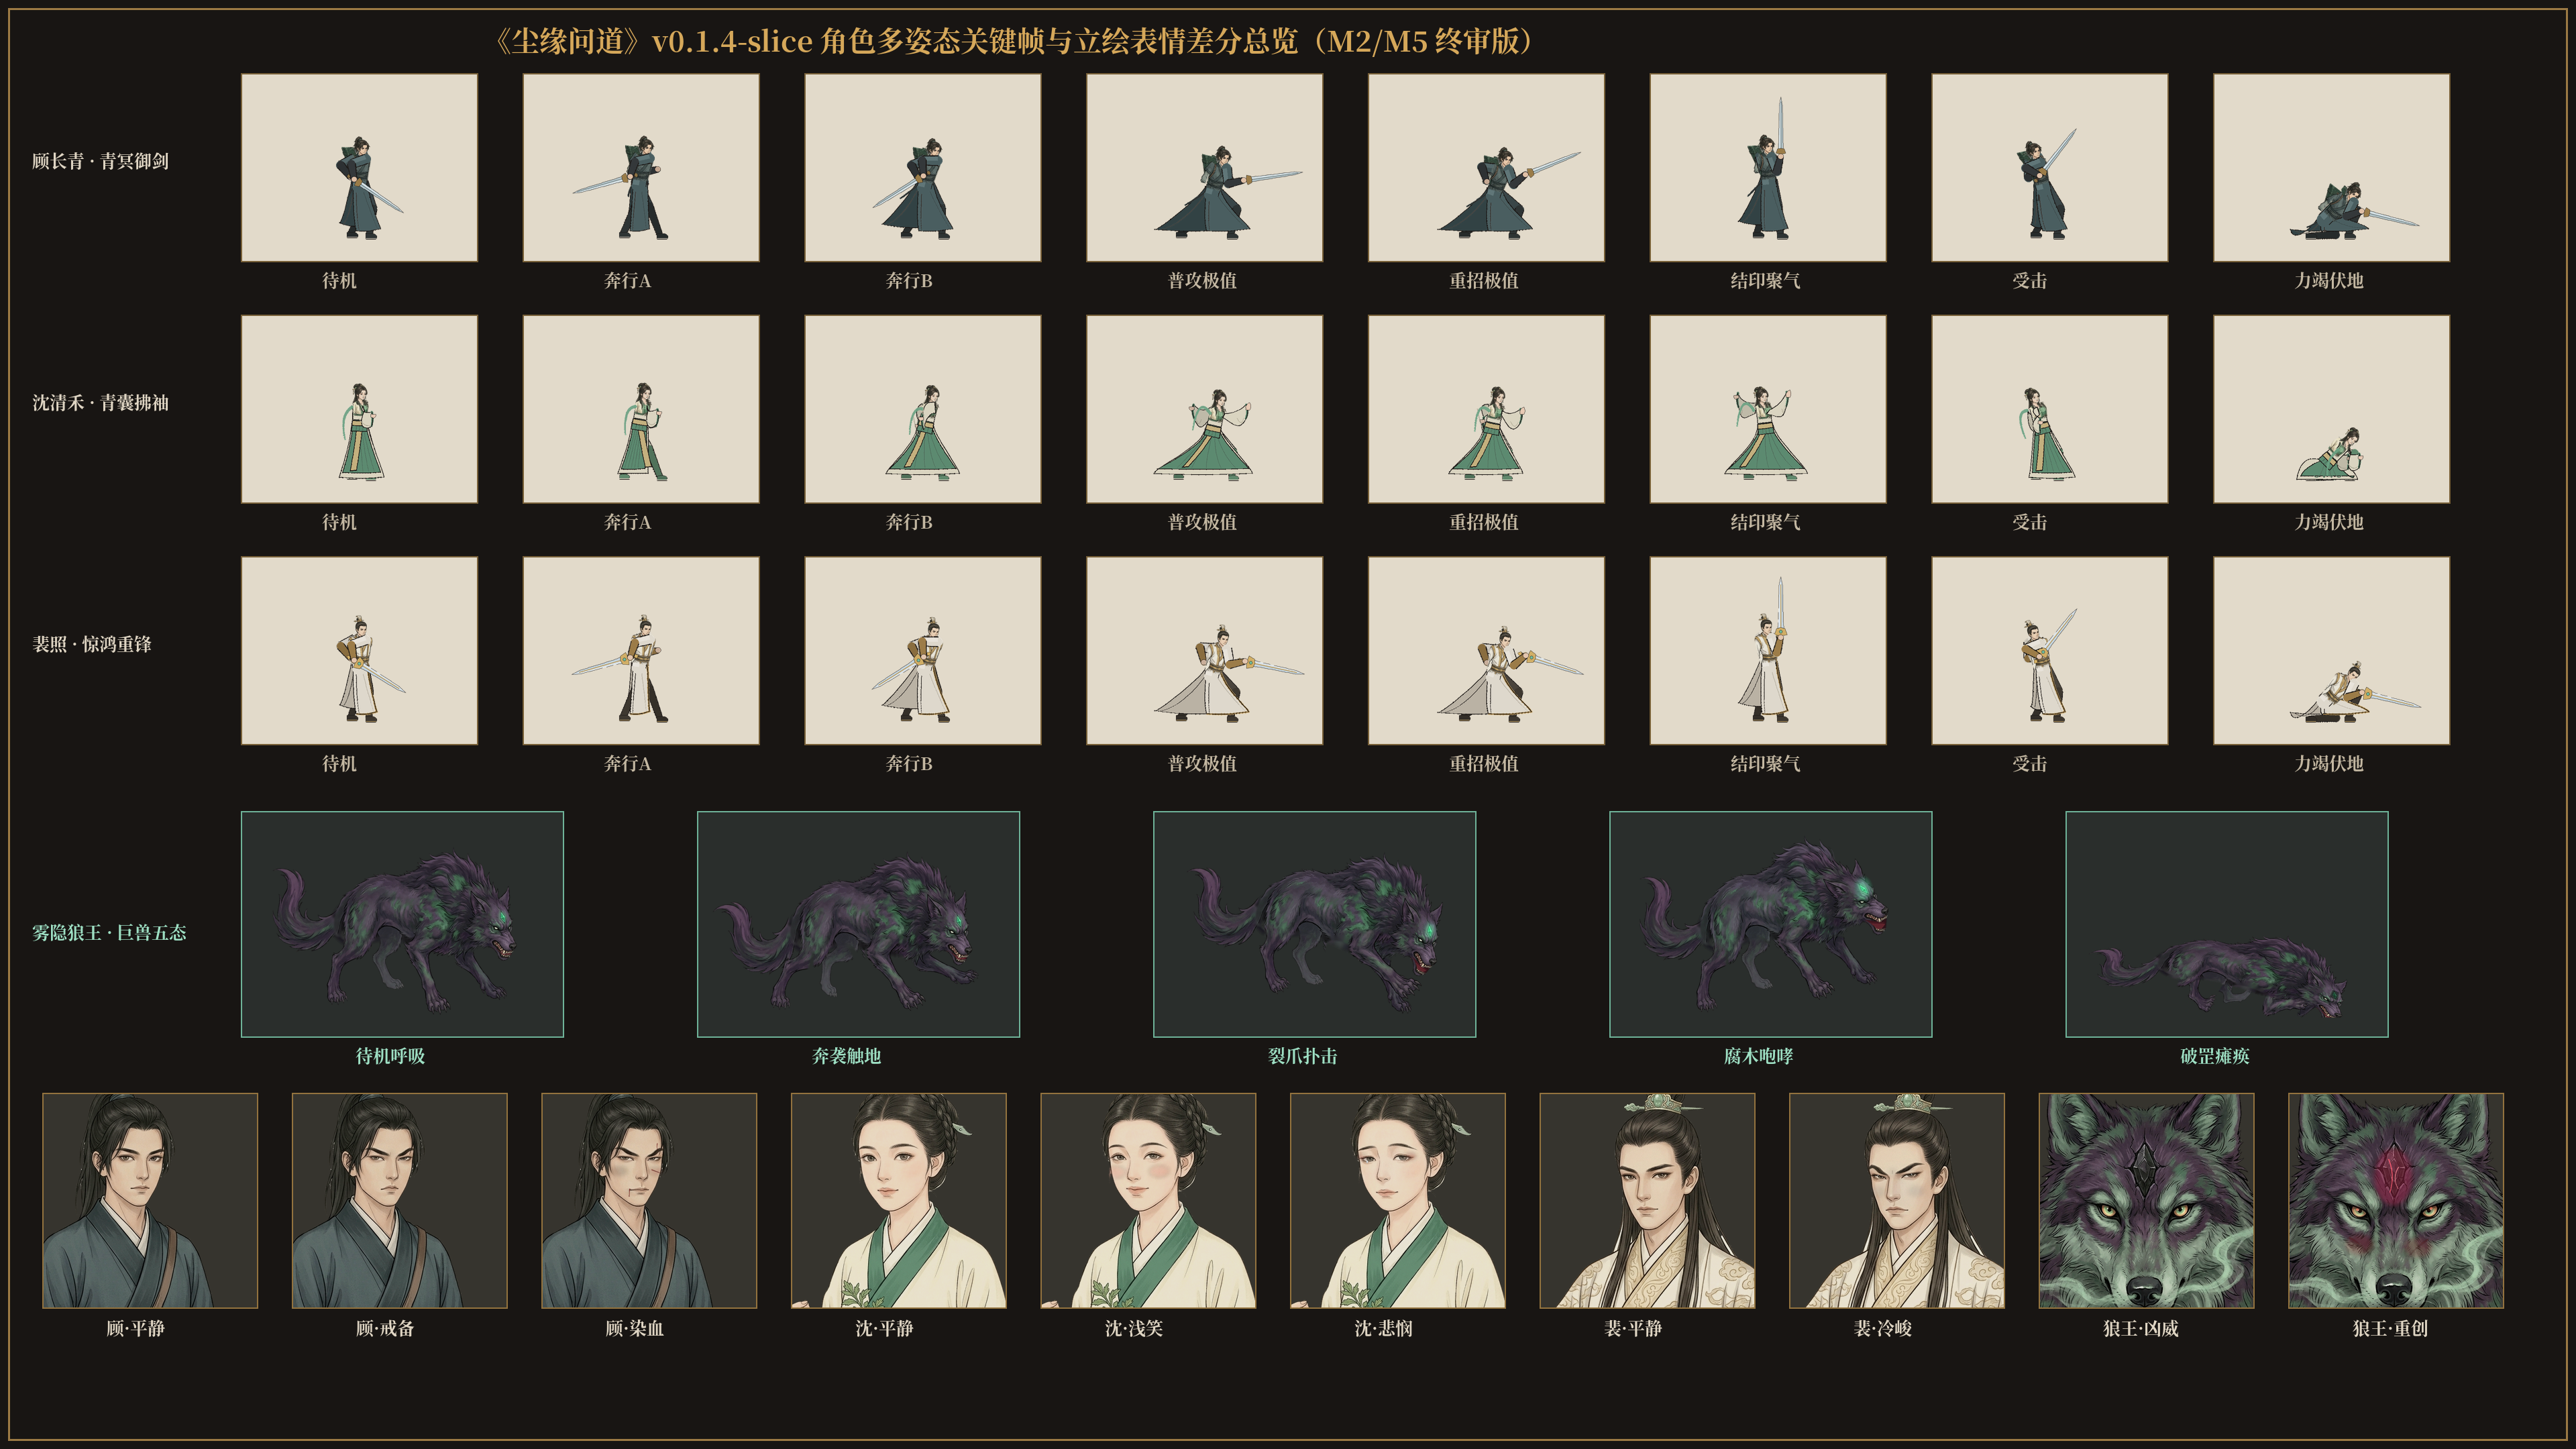 《尘缘问道》v0.1.4-slice 角色多姿态关键帧与立绘表情差分总览（M2/M5 终审版）
顾长青 · 青冥御剑
待机 奔行A 奔行B 普攻极值 重招极值 结印聚气 受击 力竭伏地
沈清禾 · 青囊拂袖
待机 奔行A 奔行B 普攻极值 重招极值 结印聚气 受击 力竭伏地
裴照 · 惊鸿重锋
待机 奔行A 奔行B 普攻极值 重招极值 结印聚气 受击 力竭伏地
雾隐狼王 · 巨兽五态
待机呼吸 奔袭触地 裂爪扑击 腐木咆哮 破罡瘫痪
顾·平静 顾·戒备 顾·染血 沈·平静 沈·浅笑 沈·悲悯 裴·平静 裴·冷峻 狼王·凶威 狼王·重创